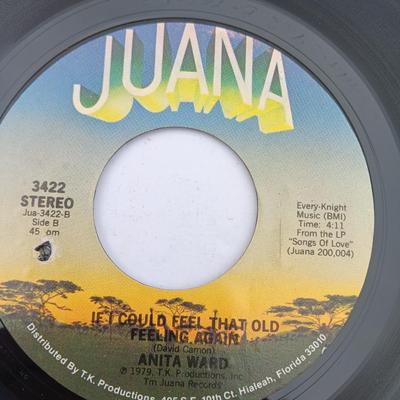 JUANA
3422
STEREO
Jua-3422-B
Side B
45 om
Every-Knight
Music (BMI)
Time: 4:11
From the LP
"Songs Of Love"
(Juana 200,004)
IF I COULD FEEL THAT OLD
FEELING AGAIN
(David Camon)
ANITA WARD
℗ 1979, T.K. Productions, Inc
Tm Juana Records
Distributed By T.K. Productions, 495 S.E. 10th Ct. Hialeah, Florida 33010